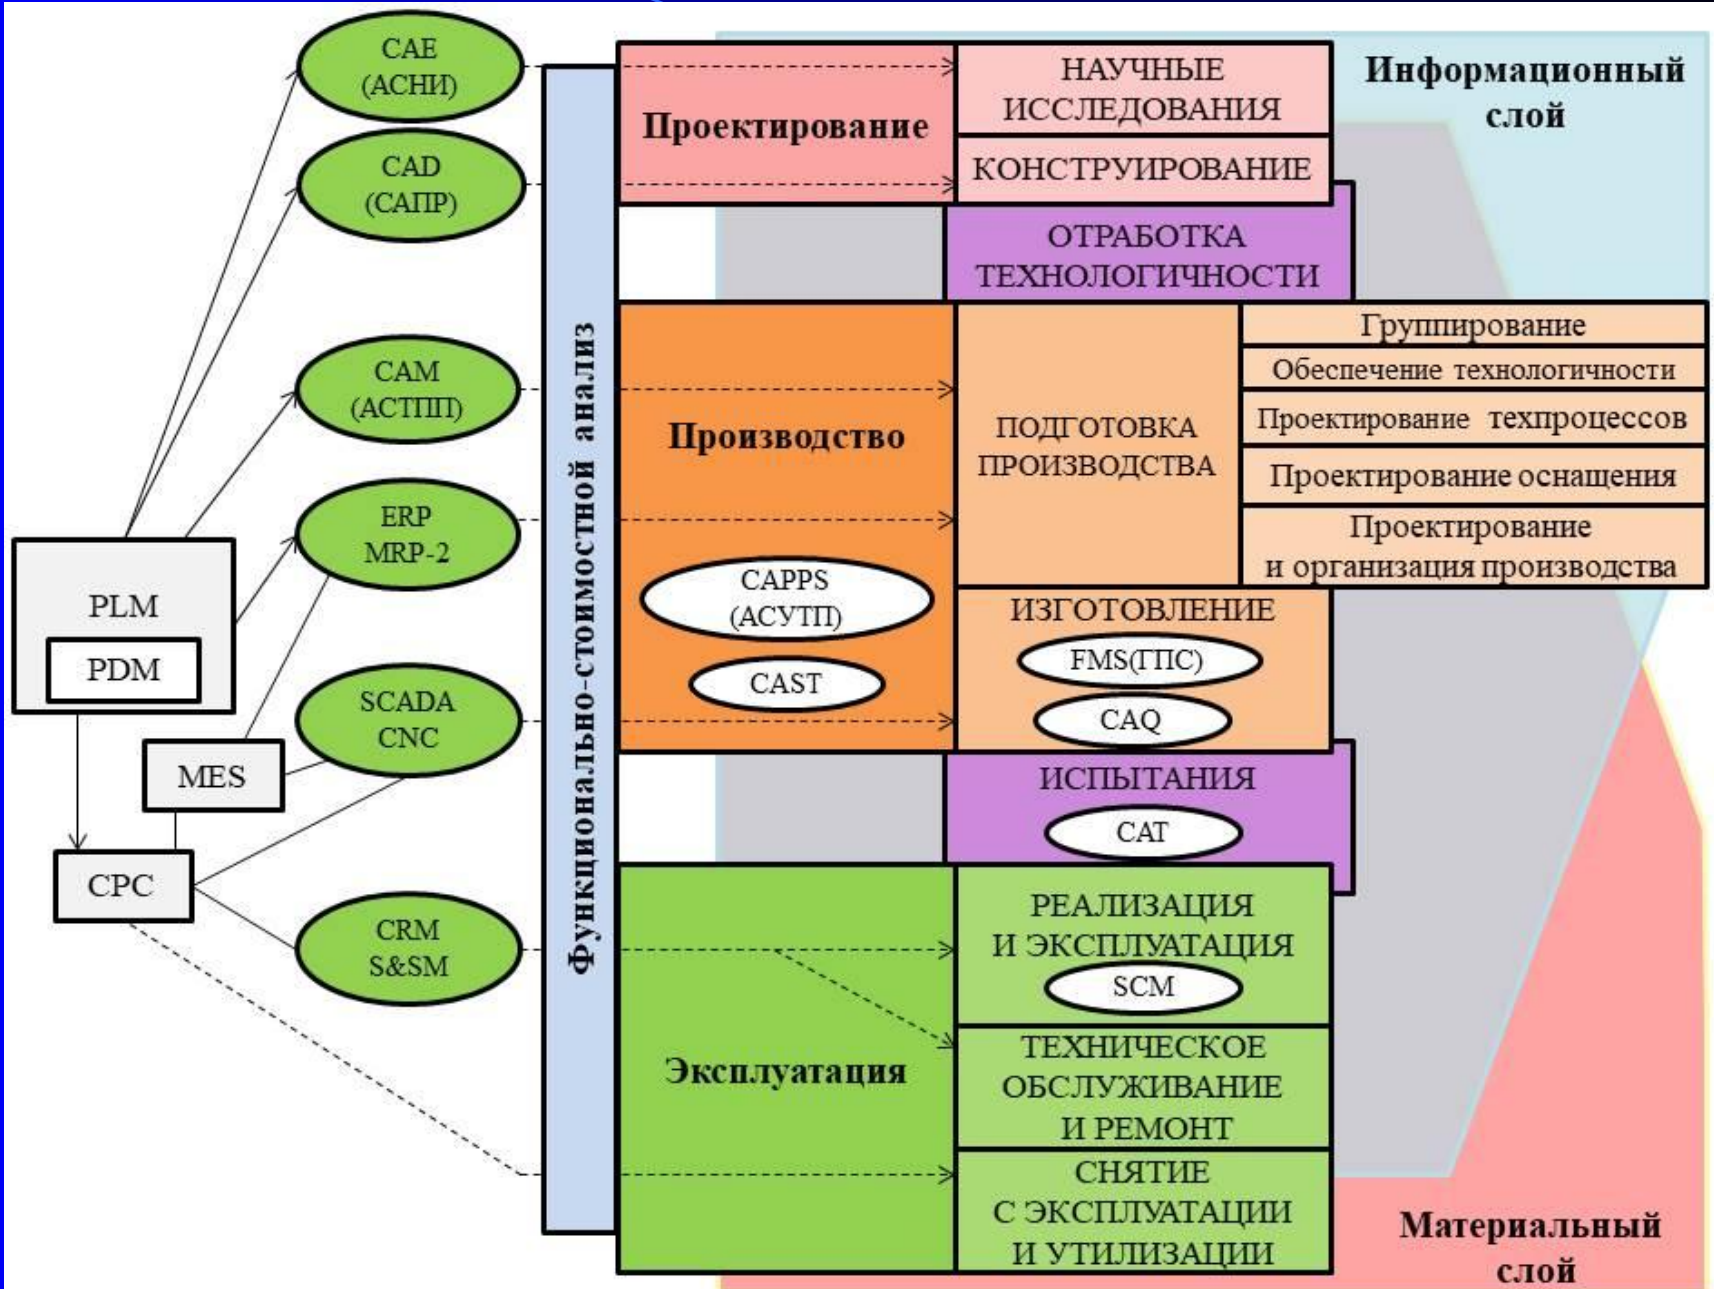 CAE
(АСНИ)
CAD
(САПР)
CAM
(АСТПП)
ERP
MRP-2
PLM
PDM
SCADA
CNC
MES
CPC
CRM
S&SM
Функционально-стоимостной анализ
Проектирование
НАУЧНЫЕ
ИССЛЕДОВАНИЯ
КОНСТРУИРОВАНИЕ
ОТРАБОТКА
ТЕХНОЛОГИЧНОСТИ
Производство
CAPPS
(АСУТП)
CAST
ПОДГОТОВКА
ПРОИЗВОДСТВА
Группирование
Обеспечение технологичности
Проектирование техпроцессов
Проектирование оснащения
Проектирование
и организация производства
ИЗГОТОВЛЕНИЕ
FMS(ГПС)
CAQ
ИСПЫТАНИЯ
CAT
Эксплуатация
РЕАЛИЗАЦИЯ
И ЭКСПЛУАТАЦИЯ
SCM
ТЕХНИЧЕСКОЕ
ОБСЛУЖИВАНИЕ
И РЕМОНТ
СНЯТИЕ
С ЭКСПЛУАТАЦИИ
И УТИЛИЗАЦИИ
Информационный
слой
Материальный
слой